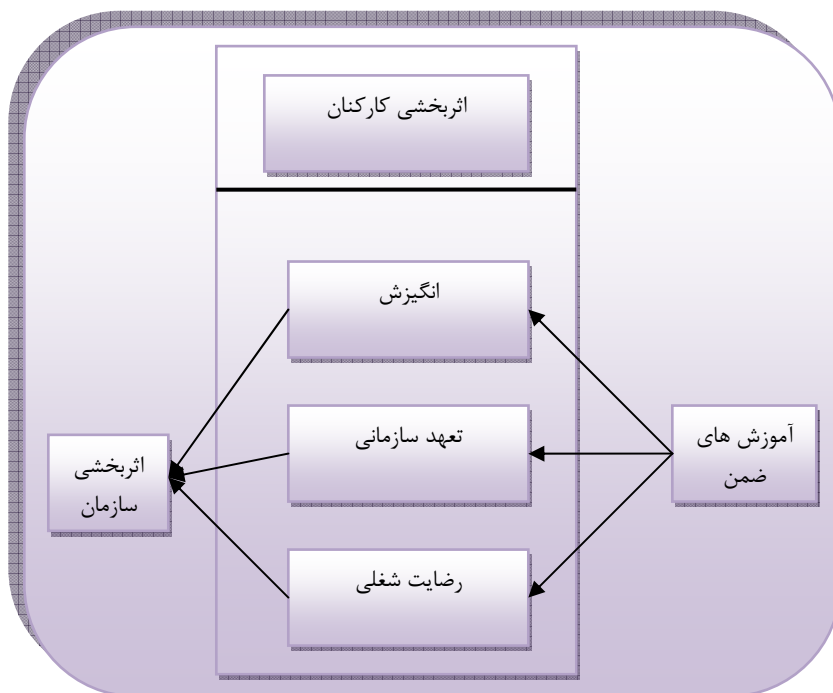 اثربخشی کارکنان
انگیزش
آموزش های
ضمن
تعهد سازمانی
اثربخشی
سازمان
رضایت شغلی